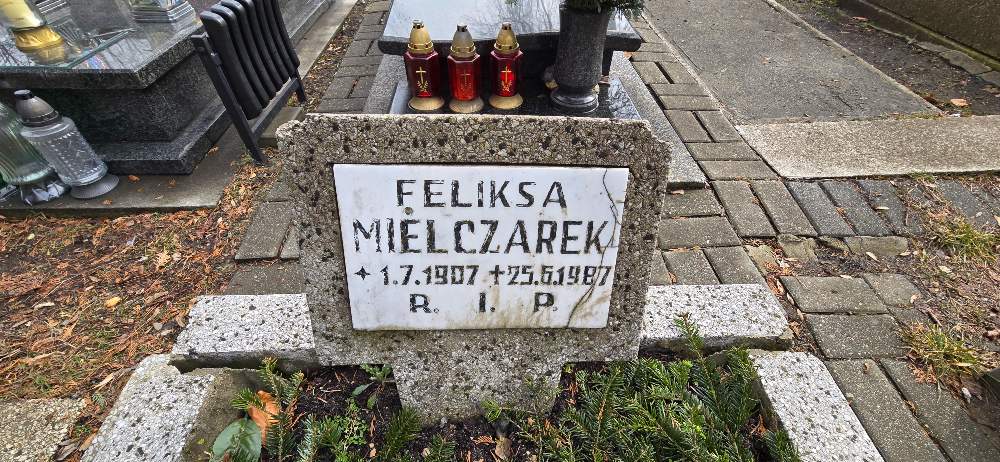 FELIKSA
MIELCZAREK
✦ 1.7.1907 ✝ 25.6.1987
R. I. P.